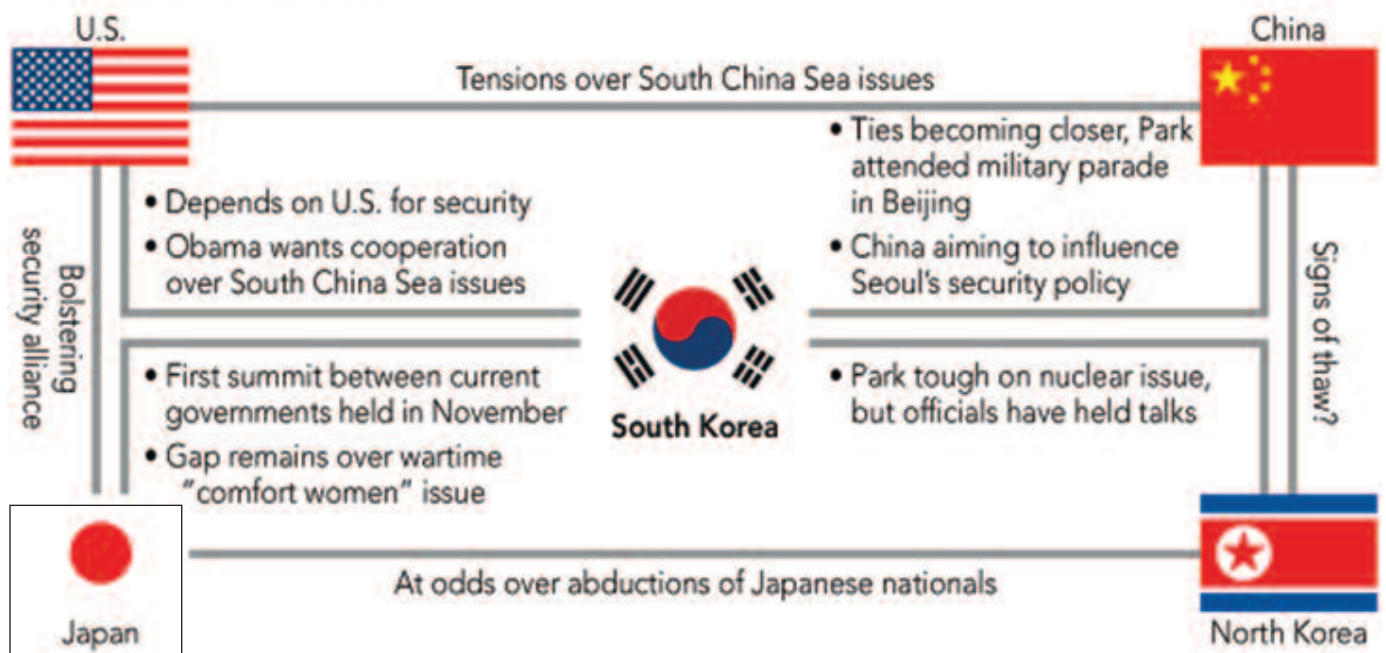 U.S.
China
Tensions over South China Sea issues
• Depends on U.S. for security
• Obama wants cooperation
over South China Sea issues
• Ties becoming closer, Park
attended military parade
in Beijing
• China aiming to influence
Seoul's security policy
Bolstering
security alliance
Signs of thaw?
• First summit between current
governments held in November
• Gap remains over wartime
"comfort women" issue
South Korea
• Park tough on nuclear issue,
but officials have held talks
At odds over abductions of Japanese nationals
Japan
North Korea